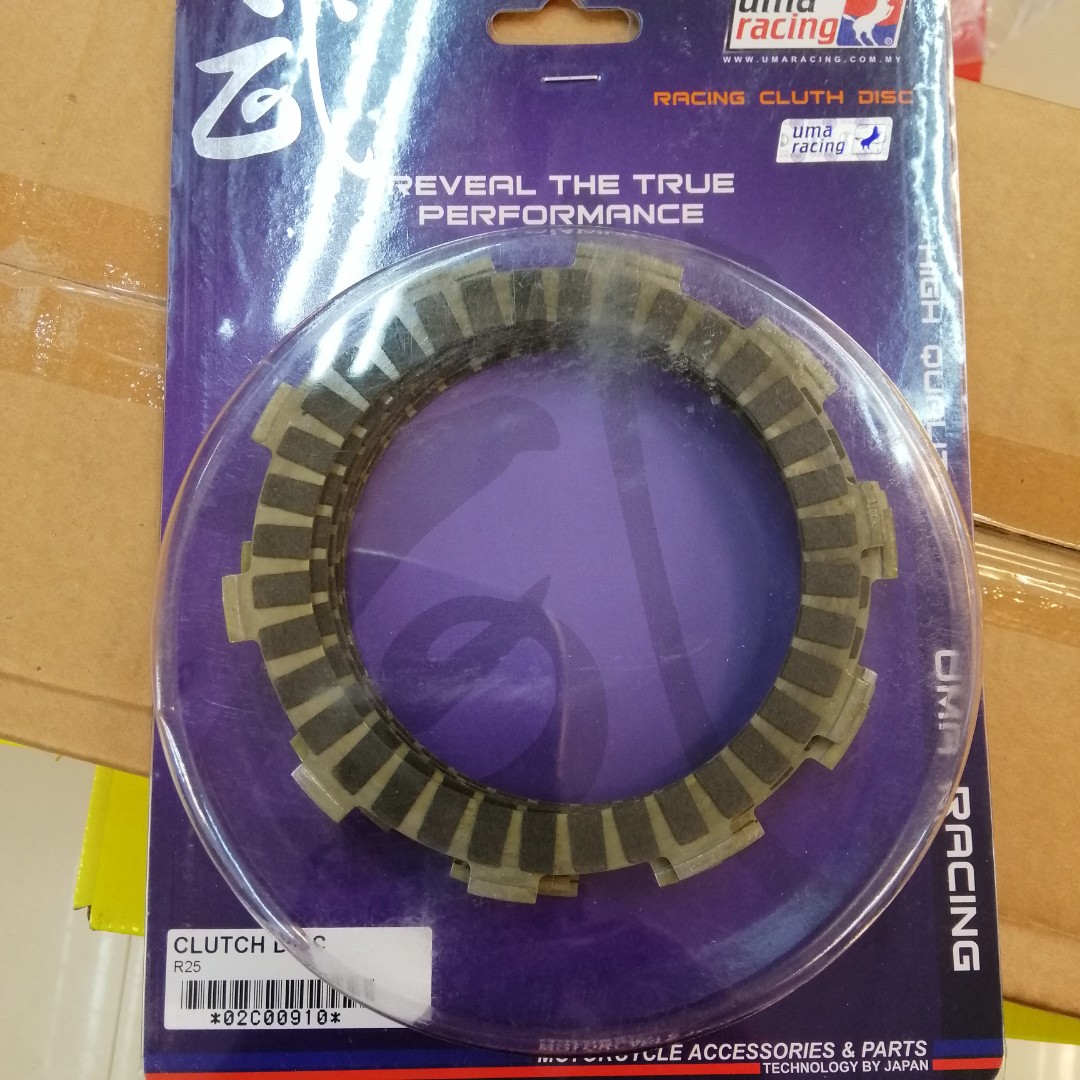 uma
racing
WWW.UMARACING.COM.MY
RACING CLUTH DISC
uma
racing
REVEAL THE TRUE
PERFORMANCE
HIGH
UMA RACING
CLUTCH
R25
*02C00910*
MOTORCYCLE ACCESSORIES & PARTS
TECHNOLOGY BY JAPAN